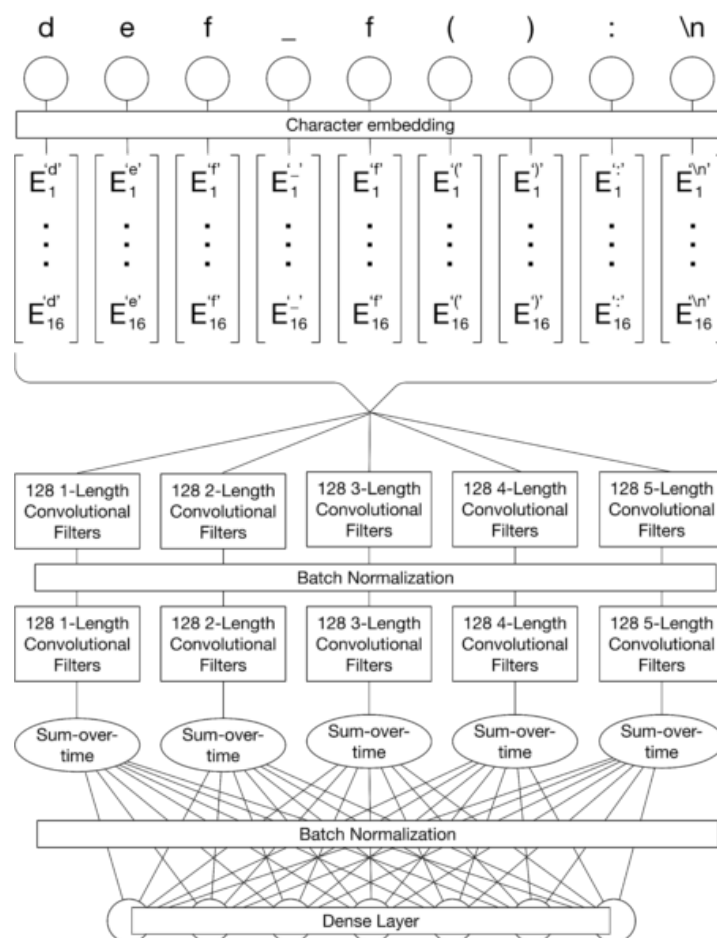 d e f _ f ( ) : \n
Character embedding
E₁'d' E₁'e' E₁'f' E₁'_' E₁'f' E₁'(' E₁')' E₁':' E₁'\n'
E₁₆'d' E₁₆'e' E₁₆'f' E₁₆'_' E₁₆'f' E₁₆'(' E₁₆')' E₁₆':' E₁₆'\n'
128 1-Length
Convolutional
Filters
128 2-Length
Convolutional
Filters
128 3-Length
Convolutional
Filters
128 4-Length
Convolutional
Filters
128 5-Length
Convolutional
Filters
Batch Normalization
128 1-Length
Convolutional
Filters
128 2-Length
Convolutional
Filters
128 3-Length
Convolutional
Filters
128 4-Length
Convolutional
Filters
128 5-Length
Convolutional
Filters
Sum-over-
time
Sum-over-
time
Sum-over-
time
Sum-over-
time
Sum-over-
time
Batch Normalization
Dense Layer